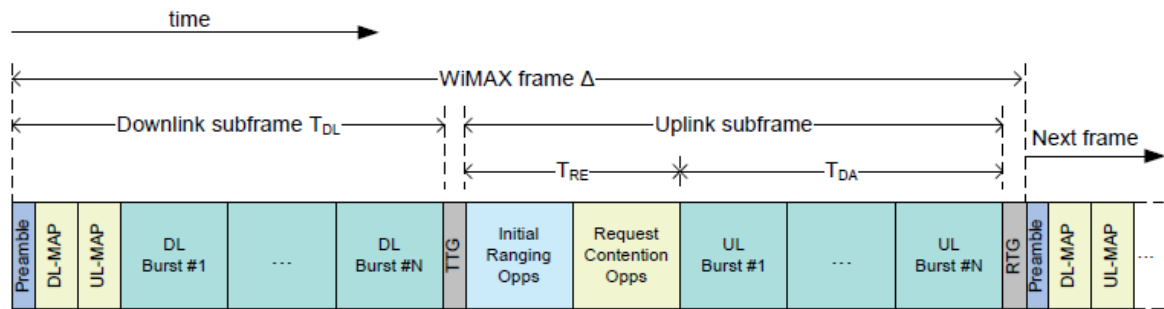 time
WiMAX frame Δ
Downlink subframe T_DL
Uplink subframe
Next frame
T_RE
T_DA
Preamble
DL-MAP
UL-MAP
DL
Burst #1
...
DL
Burst #N
TTG
Initial
Ranging
Opps
Request
Contention
Opps
UL
Burst #1
...
UL
Burst #N
RTG
Preamble
DL-MAP
UL-MAP
...